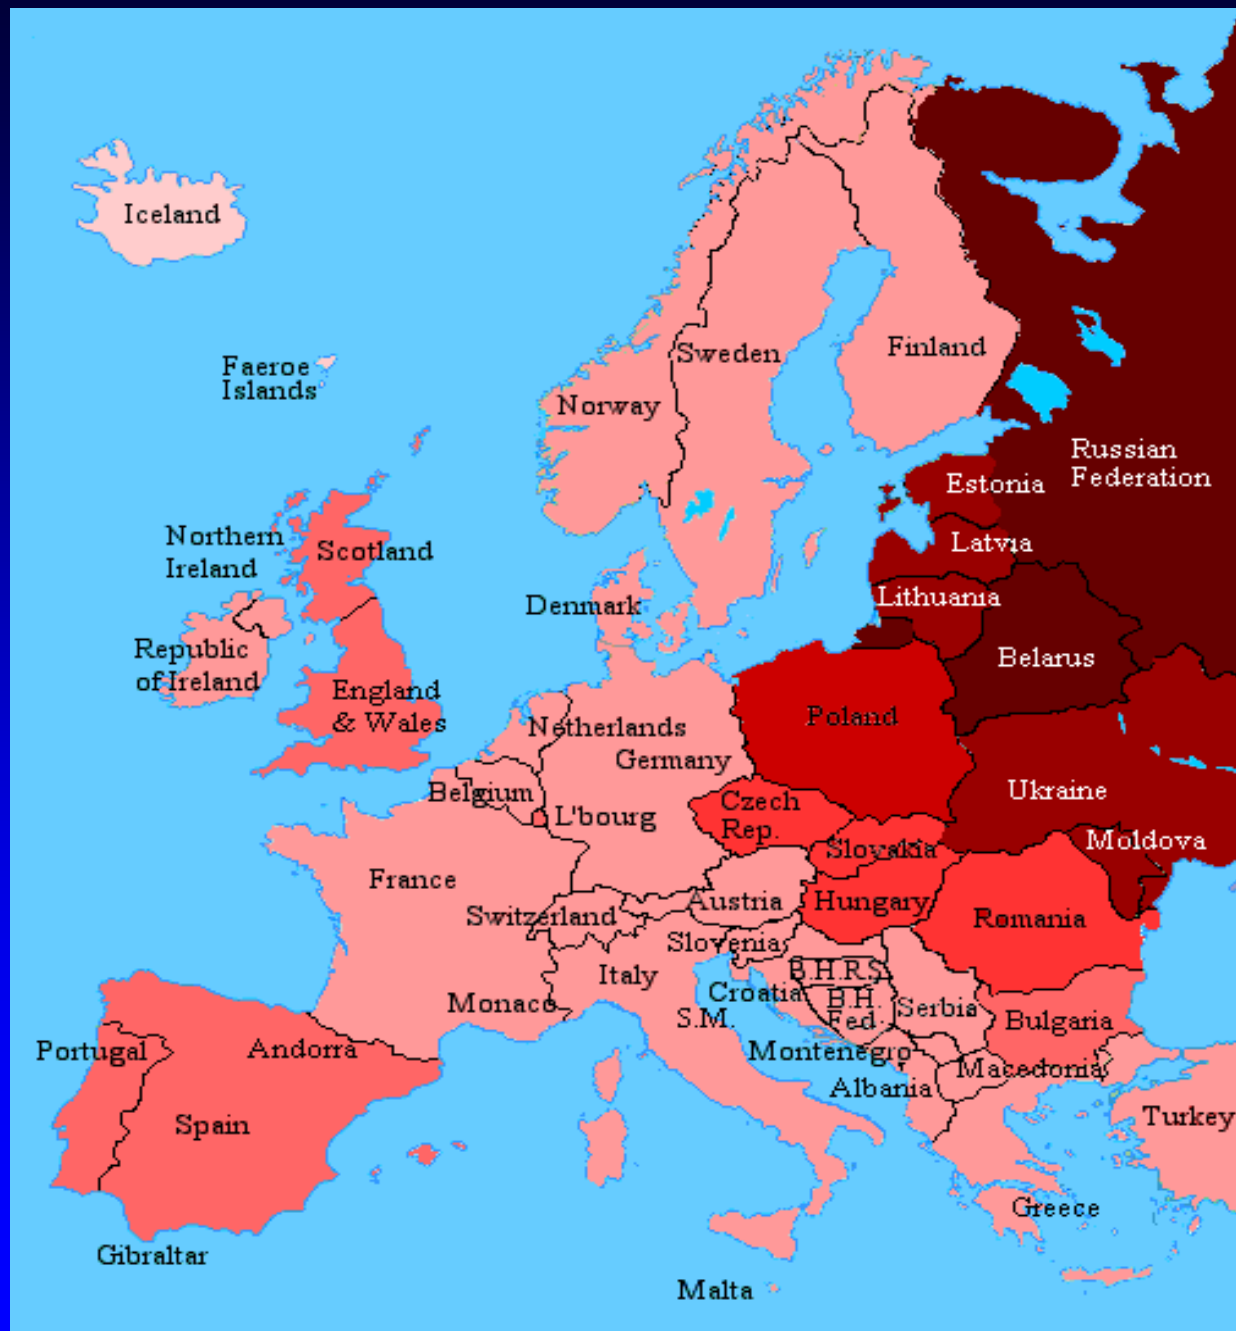 Iceland
Faeroe
Islands
Sweden
Finland
Norway
Russian
Federation
Estonia
Northern
Ireland
Scotland
Latvia
Denmark
Lithuania
Republic
of Ireland
Belarus
England
& Wales
Poland
Netherlands
Germany
Belgium
L'bourg
Czech
Rep.
Ukraine
Slovakia
Moldova
France
Switzerland
Austria
Hungary
Romania
Slovenia
Italy
B.H.R.S.
Monaco
Croatia
B.H.
Fed.
Serbia
S.M.
Bulgaria
Portugal
Andorra
Montenegro
Macedonia
Albania
Spain
Turkey
Greece
Gibraltar
Malta